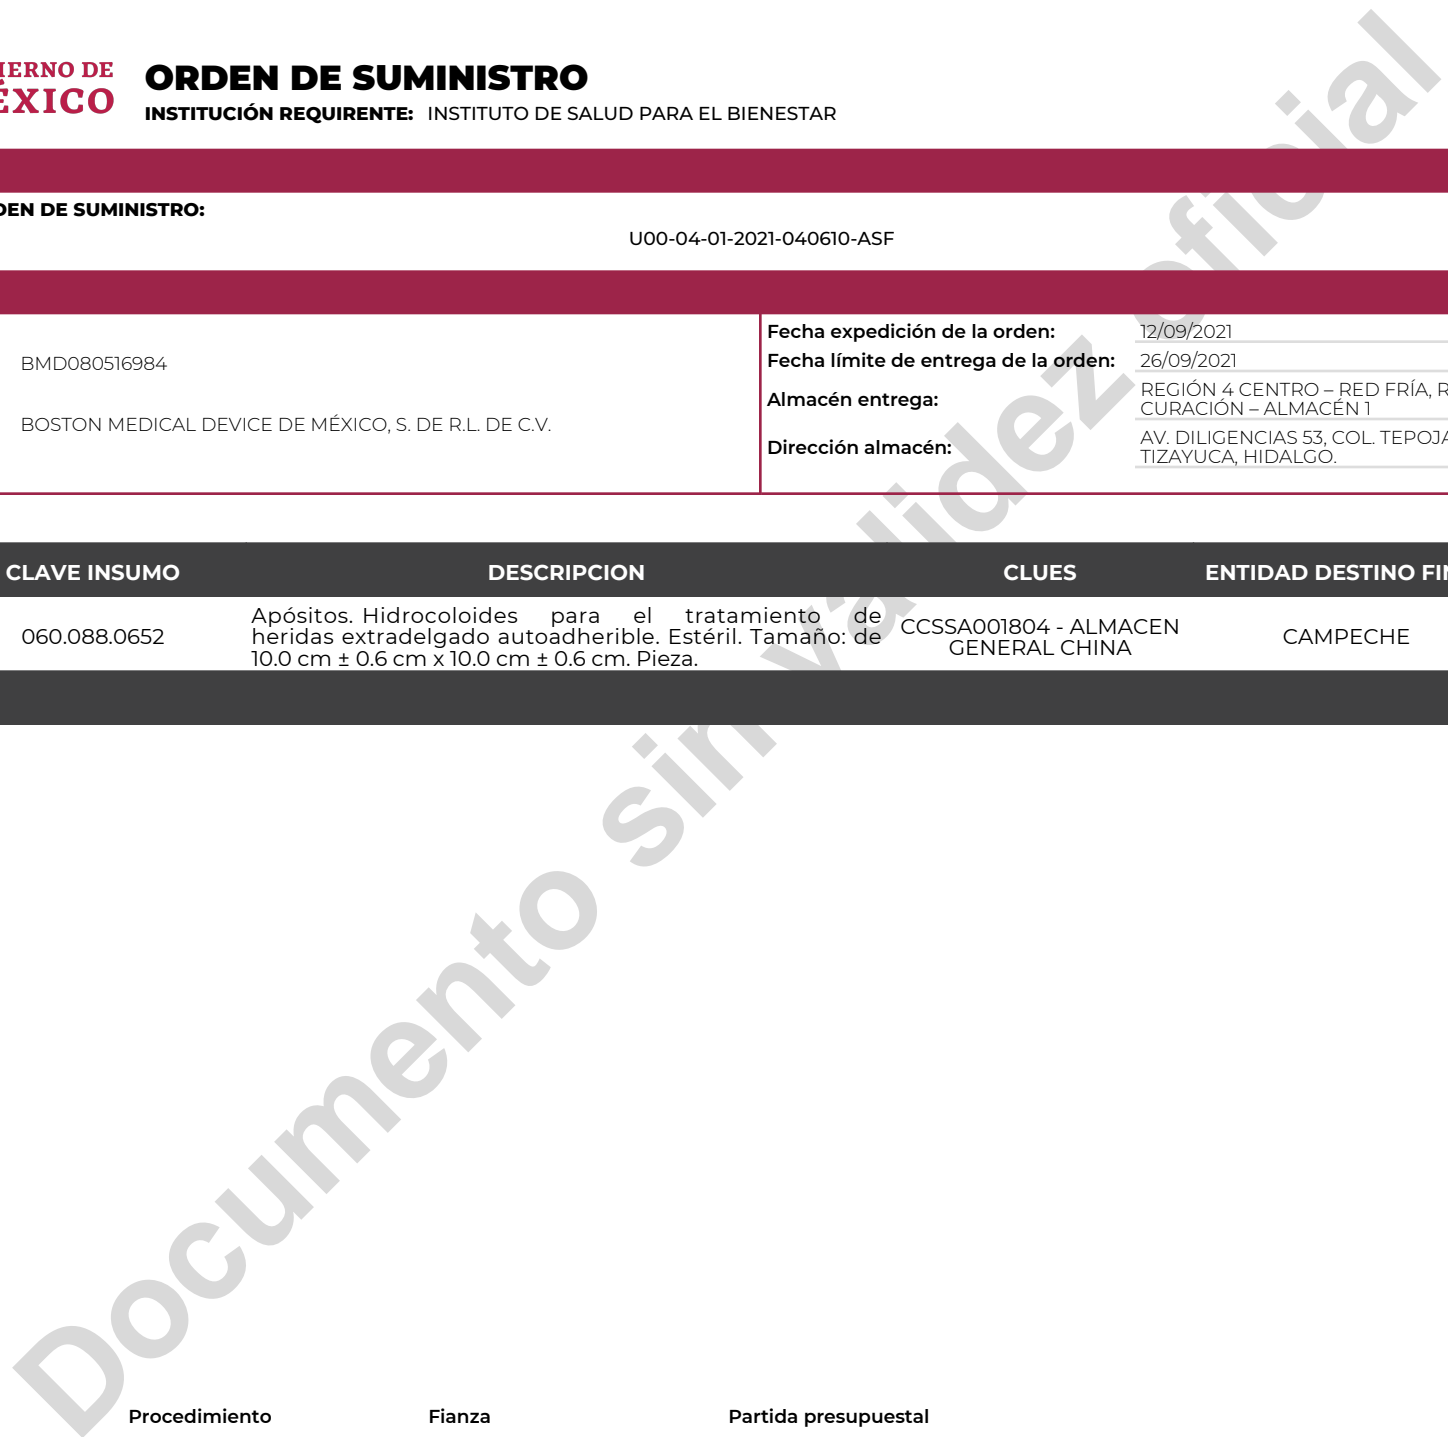 IERNO DE
ÉXICO
ORDEN DE SUMINISTRO
INSTITUCIÓN REQUIRENTE: INSTITUTO DE SALUD PARA EL BIENESTAR
DEN DE SUMINISTRO:
U00-04-01-2021-040610-ASF
BMD080516984
BOSTON MEDICAL DEVICE DE MÉXICO, S. DE R.L. DE C.V.
Fecha expedición de la orden: 12/09/2021
Fecha límite de entrega de la orden: 26/09/2021
Almacén entrega: REGIÓN 4 CENTRO – RED FRÍA, R
CURACIÓN – ALMACÉN 1
Dirección almacén: AV. DILIGENCIAS 53, COL. TEPOJA
TIZAYUCA, HIDALGO.
CLAVE INSUMO DESCRIPCION CLUES ENTIDAD DESTINO FIN
060.088.0652
Apósitos. Hidrocoloides para el tratamiento de
heridas extradelgado autoadherible. Estéril. Tamaño: de
10.0 cm ± 0.6 cm x 10.0 cm ± 0.6 cm. Pieza.
CCSSA001804 - ALMACEN
GENERAL CHINA
CAMPECHE
Documento sin validez oficial
Procedimiento Fianza Partida presupuestal